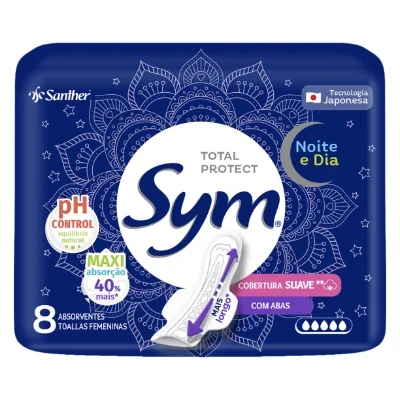 Santher
Tecnologia
Japonesa
Noite
e Dia
TOTAL
PROTECT
Sym®
pH
CONTROL
equilíbrio
natural
MAXI
absorção
40%
mais*
MAIS
longo*
COBERTURA SUAVE**
COM ABAS
8 ABSORVENTES
TOALLAS FEMENINAS